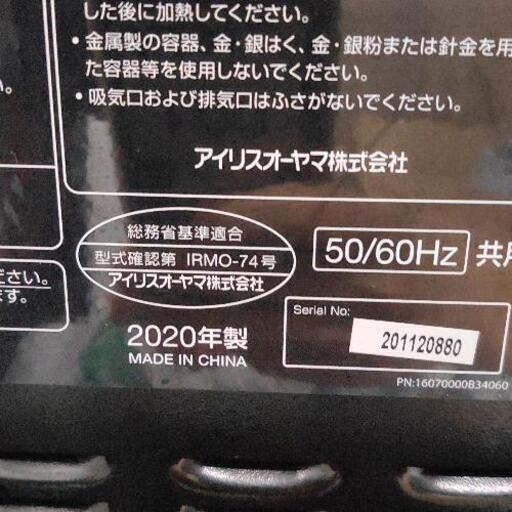 した後に加熱してください。
・金属製の容器、金・銀はく、金・銀粉または針金を用
た容器等を使用しないでください。
・吸気口および排気口はふさがないでください。
アイリスオーヤマ株式会社
総務省基準適合
型式確認第 IRMO-74号
アイリスオーヤマ株式会社
50/60Hz 共用
ださい。
ます。
2020年製
MADE IN CHINA
Serial No:
201120880
PN:16070000B34060